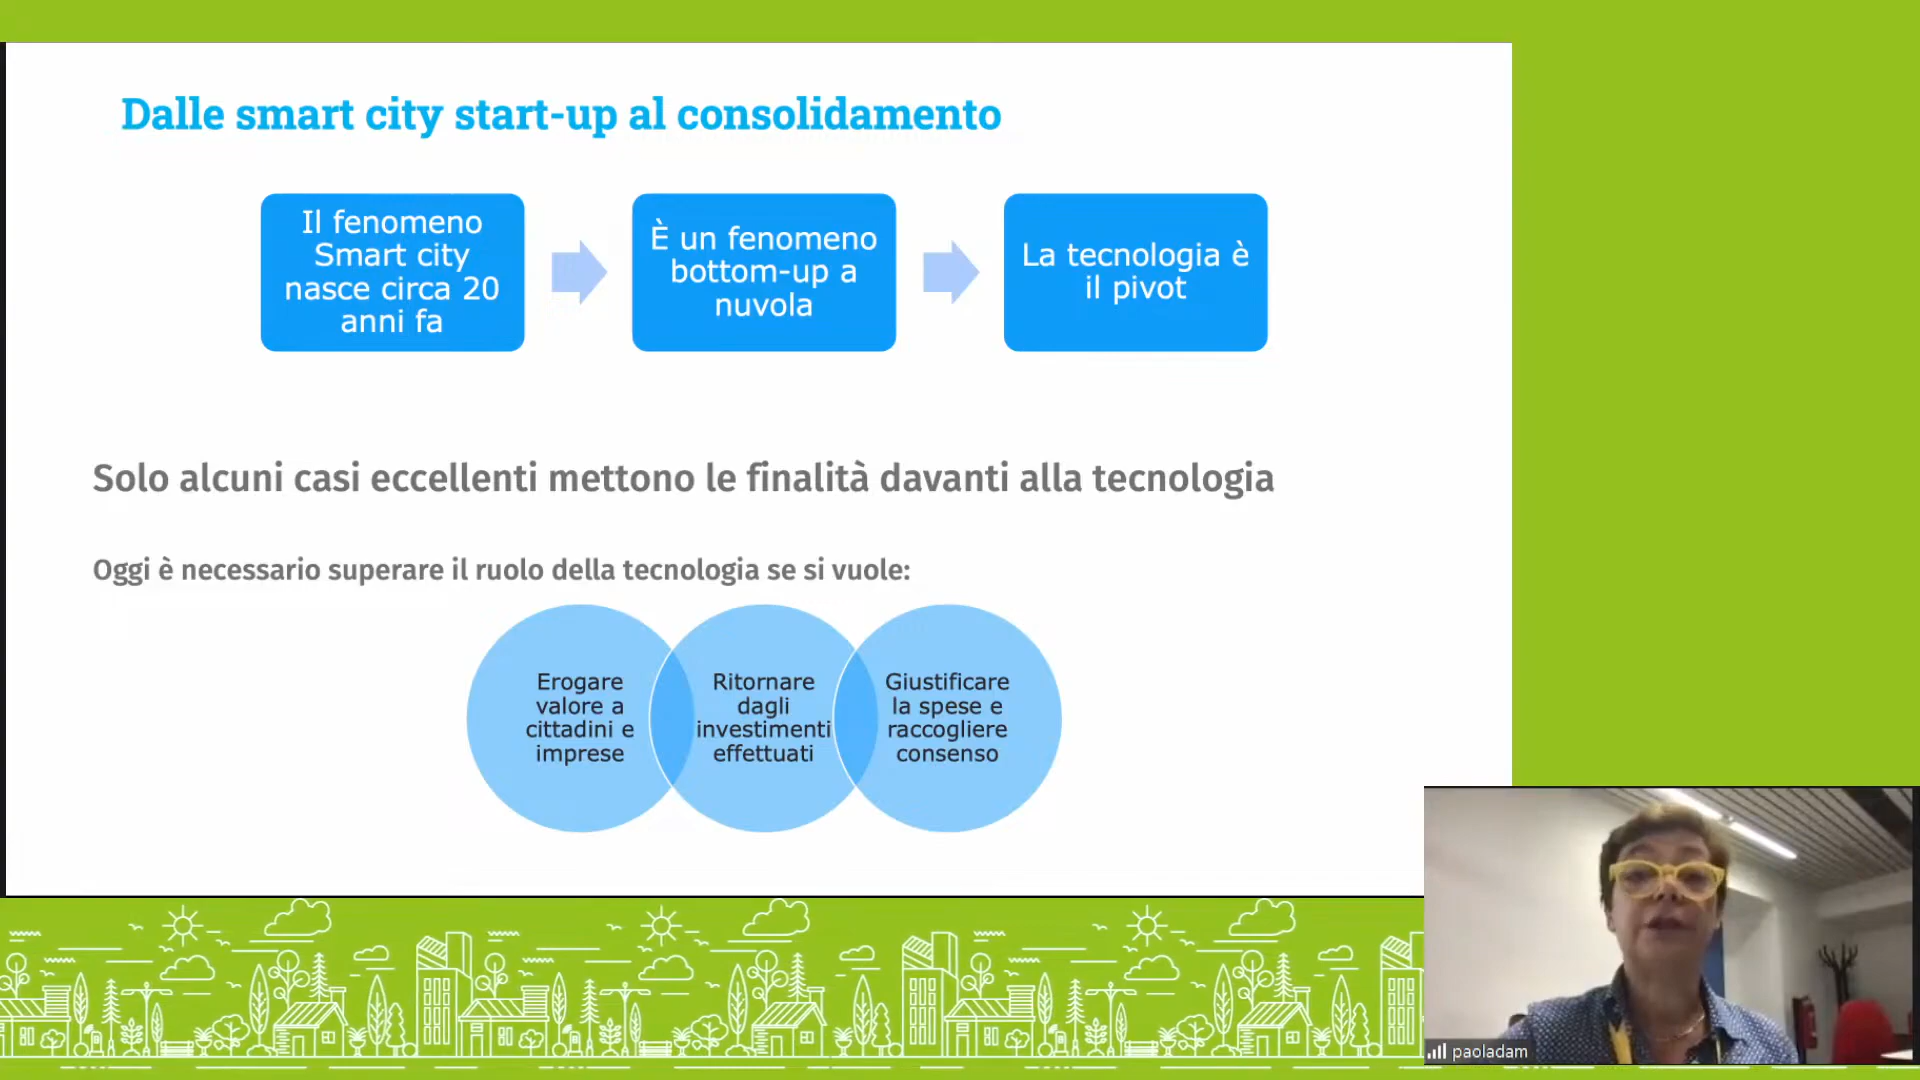 Dalle smart city start-up al consolidamento
Il fenomeno
Smart city
nasce circa 20
anni fa
È un fenomeno
bottom-up a
nuvola
La tecnologia è
il pivot
Solo alcuni casi eccellenti mettono le finalità davanti alla tecnologia
Oggi è necessario superare il ruolo della tecnologia se si vuole:
Erogare
valore a
cittadini e
imprese
Ritornare
dagli
investimenti
effettuati
Giustificare
la spese e
raccogliere
consenso
paoladam